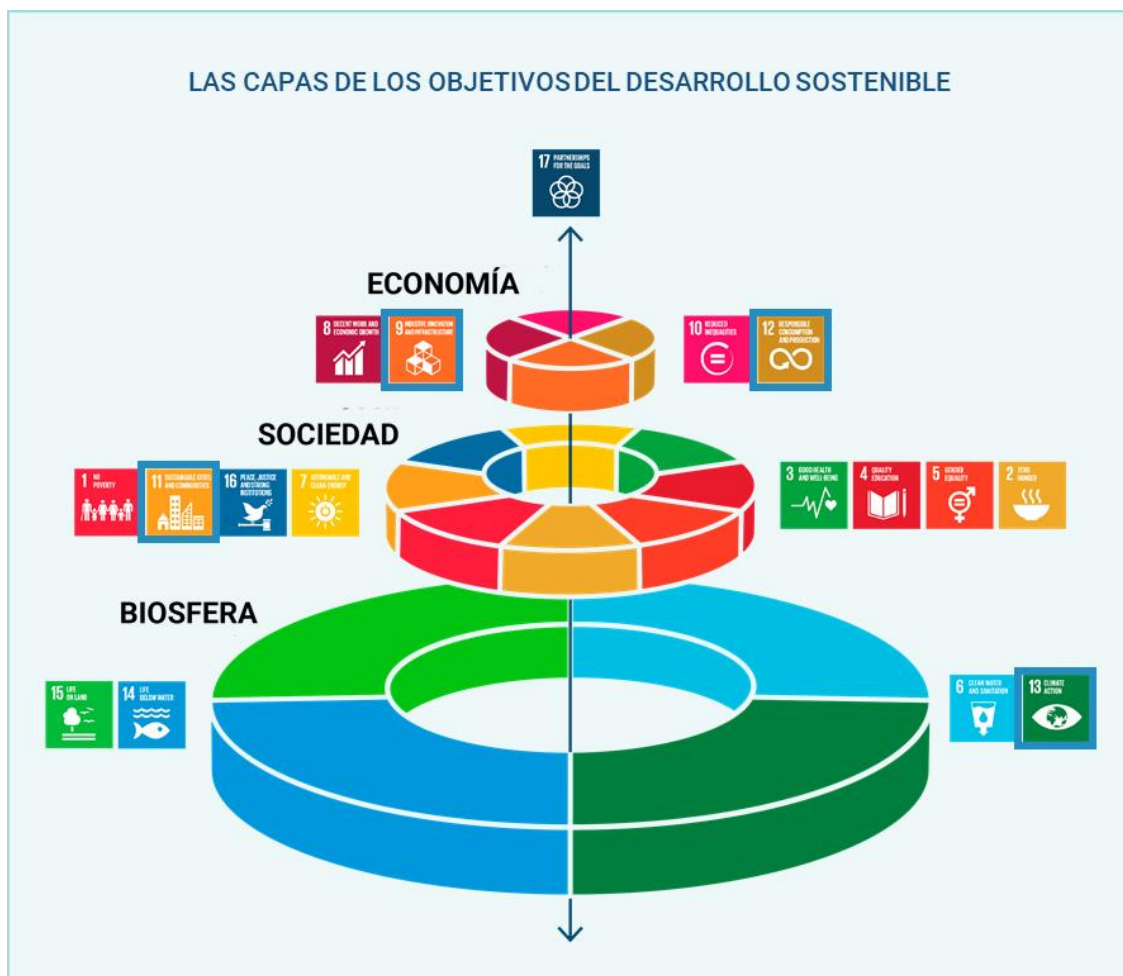 LAS CAPAS DE LOS OBJETIVOS DEL DESARROLLO SOSTENIBLE
17 PARTNERSHIPS
FOR THE GOALS
ECONOMÍA
8 DECENT WORK AND
ECONOMIC GROWTH
9 INDUSTRY, INNOVATION
AND INFRASTRUCTURE
10 REDUCED
INEQUALITIES
12 RESPONSIBLE
CONSUMPTION
AND PRODUCTION
SOCIEDAD
1 NO
POVERTY
11 SUSTAINABLE CITIES
AND COMMUNITIES
16 PEACE, JUSTICE
AND STRONG
INSTITUTIONS
7 AFFORDABLE AND
CLEAN ENERGY
3 GOOD HEALTH
AND WELL-BEING
4 QUALITY
EDUCATION
5 GENDER
EQUALITY
2 ZERO
HUNGER
BIOSFERA
15 LIFE
ON LAND
14 LIFE
BELOW WATER
6 CLEAN WATER
AND SANITATION
13 CLIMATE
ACTION